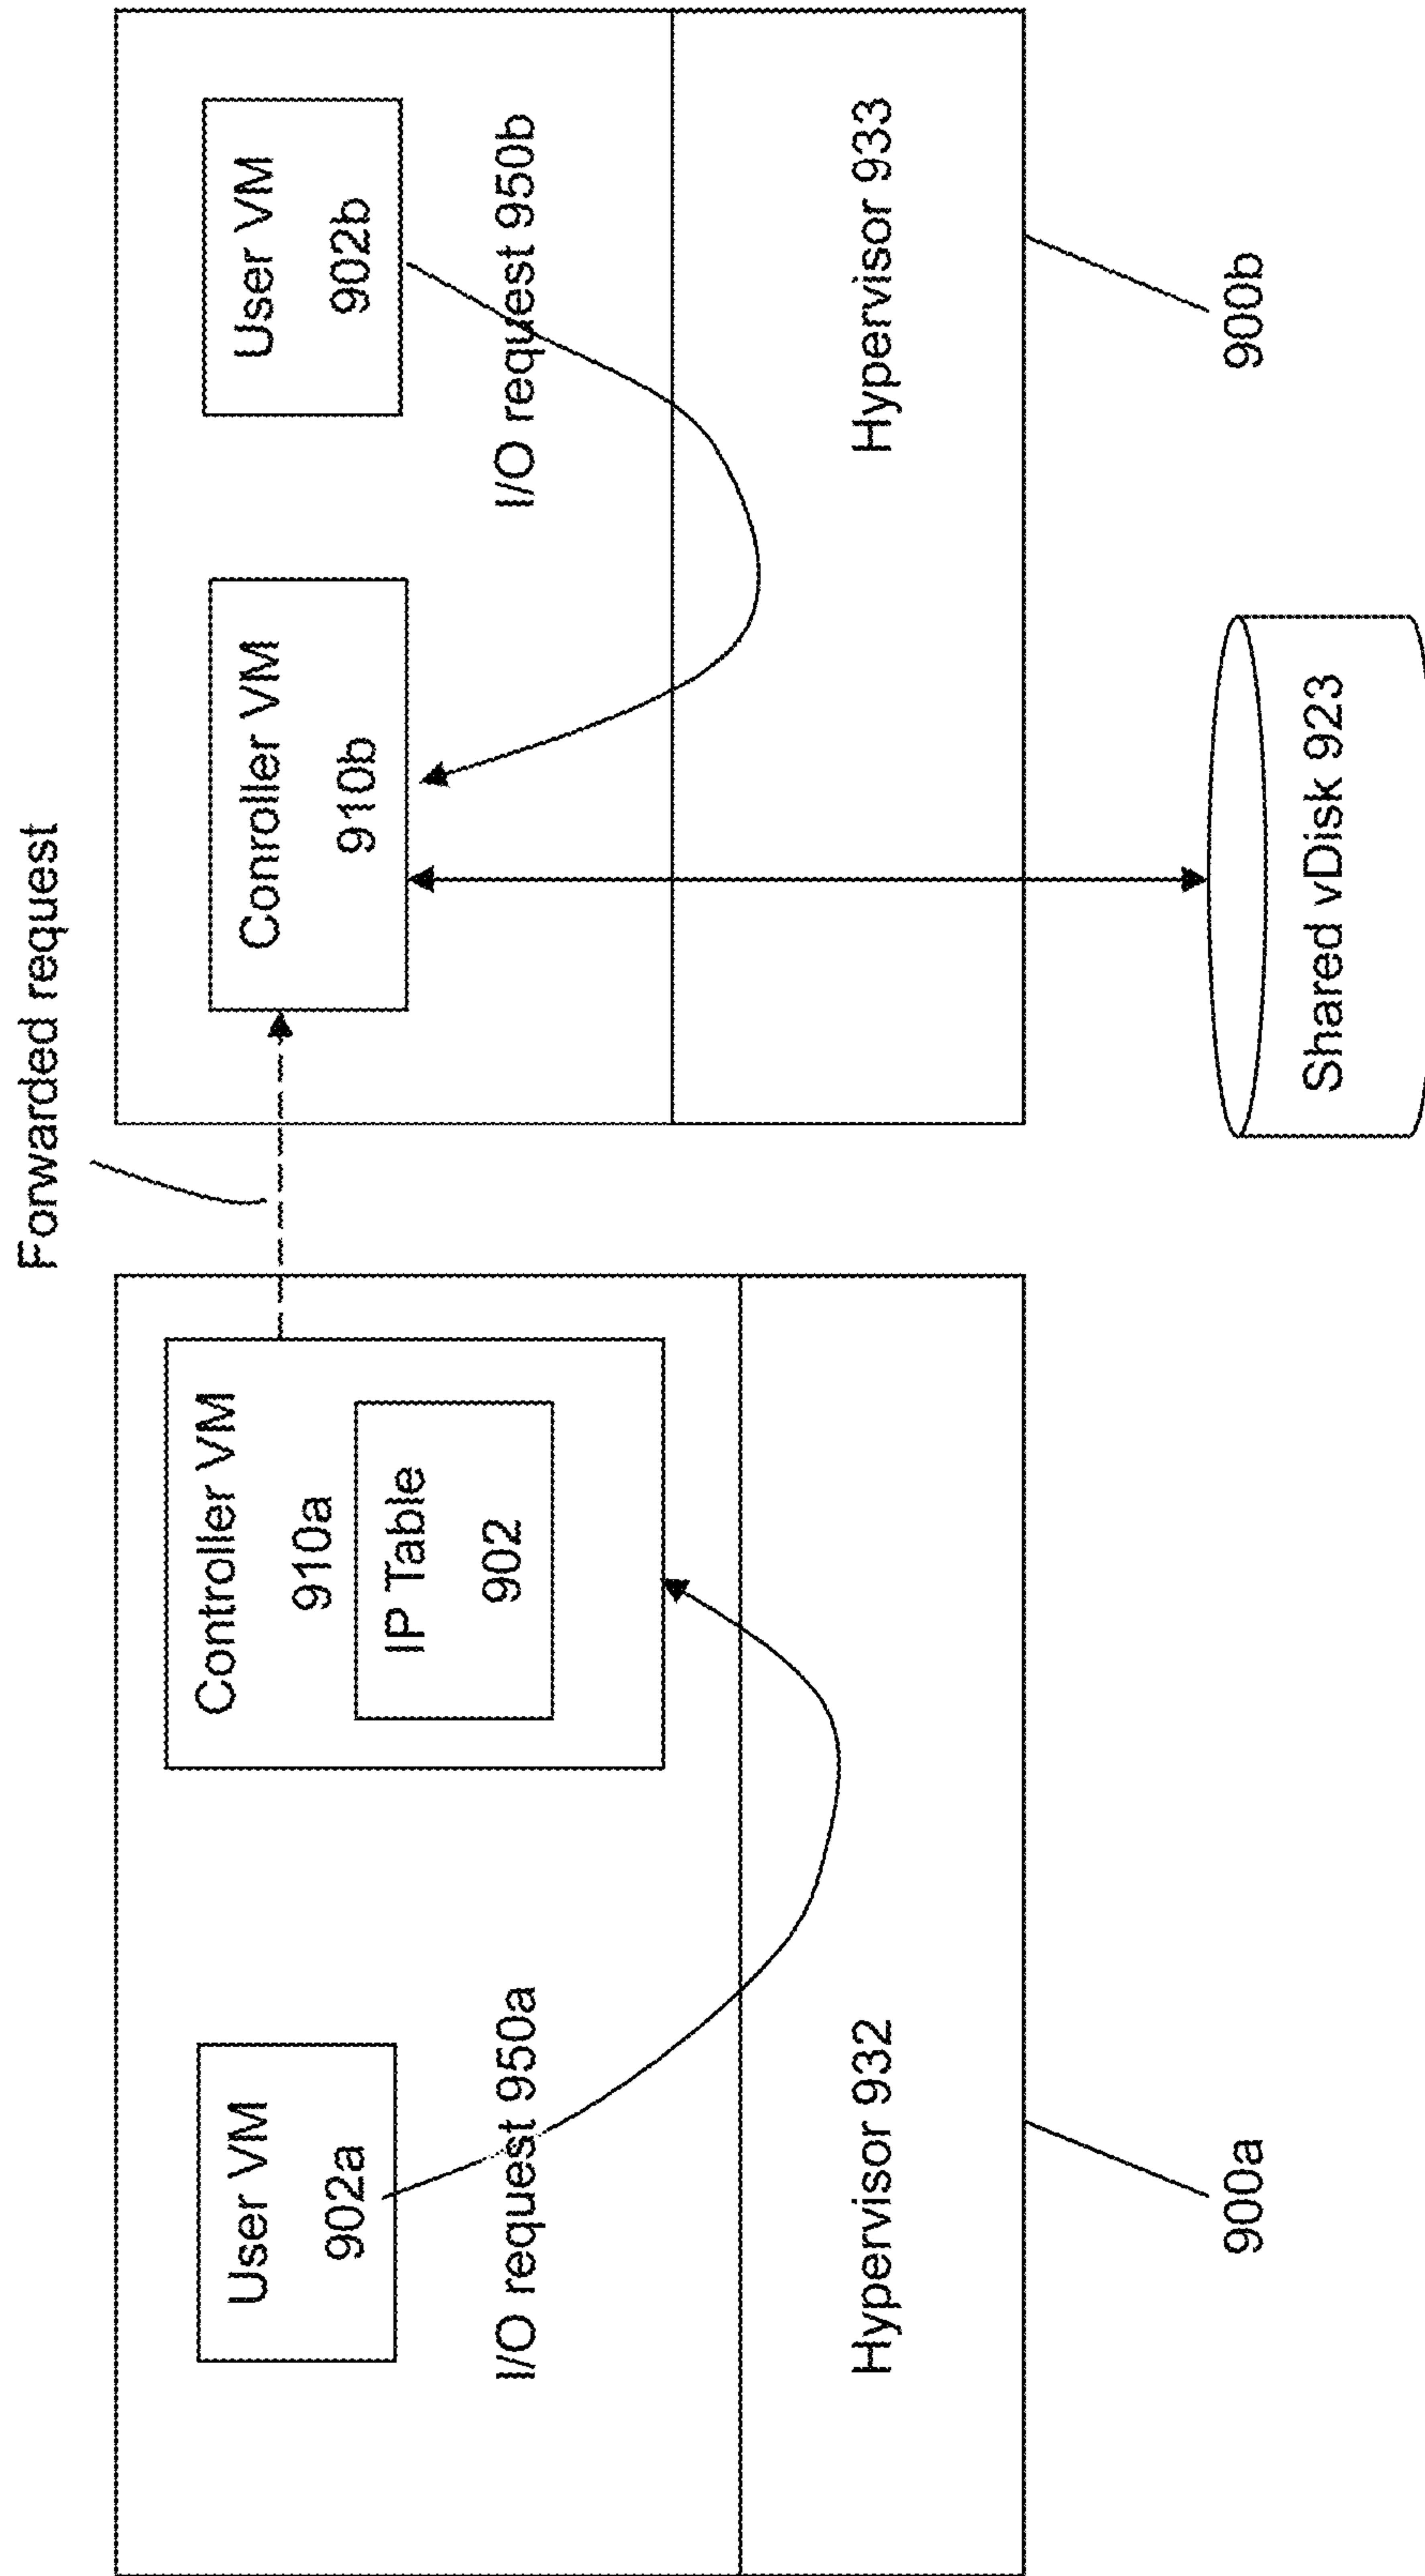 Forwarded request
User VM
902a
I/O request 950a
Controller VM
910a
IP Table
902
Hypervisor 932
900a
Conroller VM
910b
User VM
902b
I/O request 950b
Hypervisor 933
900b
Shared vDisk 923